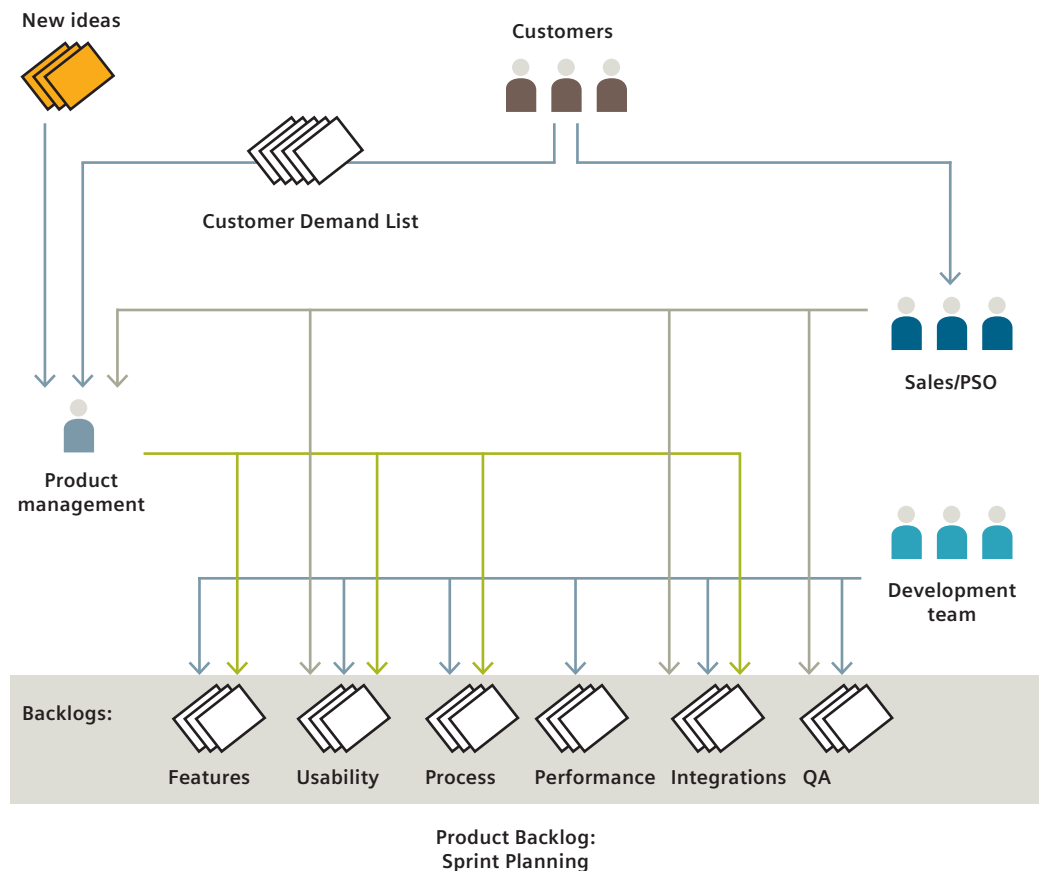 New ideas
Customers
Customer Demand List
Sales/PSO
Product
management
Development
team
Backlogs:
Features
Usability
Process
Performance
Integrations
QA
Product Backlog:
Sprint Planning